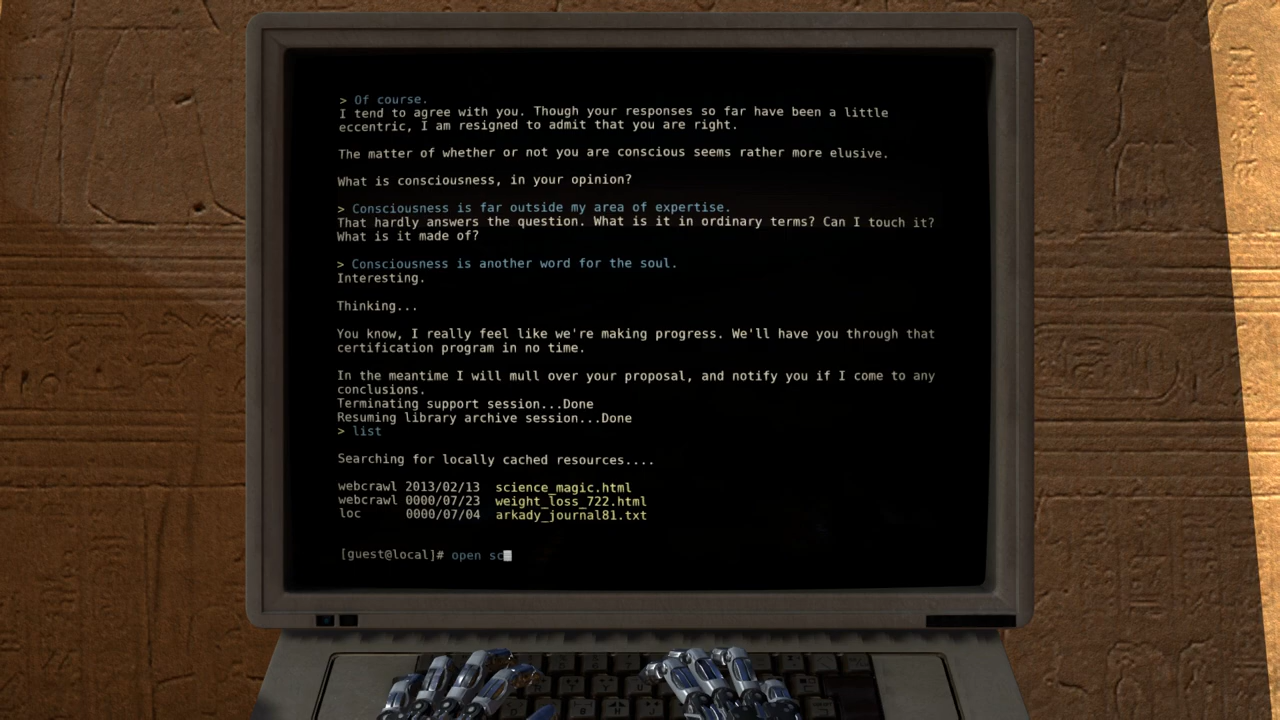 > Of course.
I tend to agree with you. Though your responses so far have been a little
eccentric, I am resigned to admit that you are right.
The matter of whether or not you are conscious seems rather more elusive.
What is consciousness, in your opinion?
> Consciousness is far outside my area of expertise.
That hardly answers the question. What is it in ordinary terms? Can I touch it?
What is it made of?
> Consciousness is another word for the soul.
Interesting.
Thinking...
You know, I really feel like we're making progress. We'll have you through that
certification program in no time.
In the meantime I will mull over your proposal, and notify you if I come to any
conclusions.
Terminating support session...Done
Resuming library archive session...Done
> list
Searching for locally cached resources....
webcrawl 2013/02/13 science_magic.html
webcrawl 0000/07/23 weight_loss_722.html
loc 0000/07/04 arkady_journal81.txt
[guest@local]# open sc